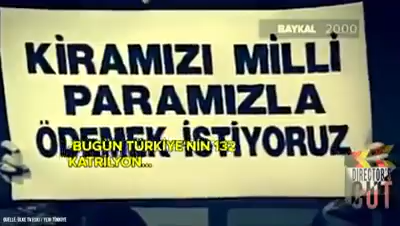 BAYKAL 2000
KİRAMIZI MİLLİ
PARAMIZLA
ÖDEMEK İSTİYORUZ
BUGÜN TÜRKİYE'NİN 132
KATRİLYON...
DIRECTOR'S
CUT